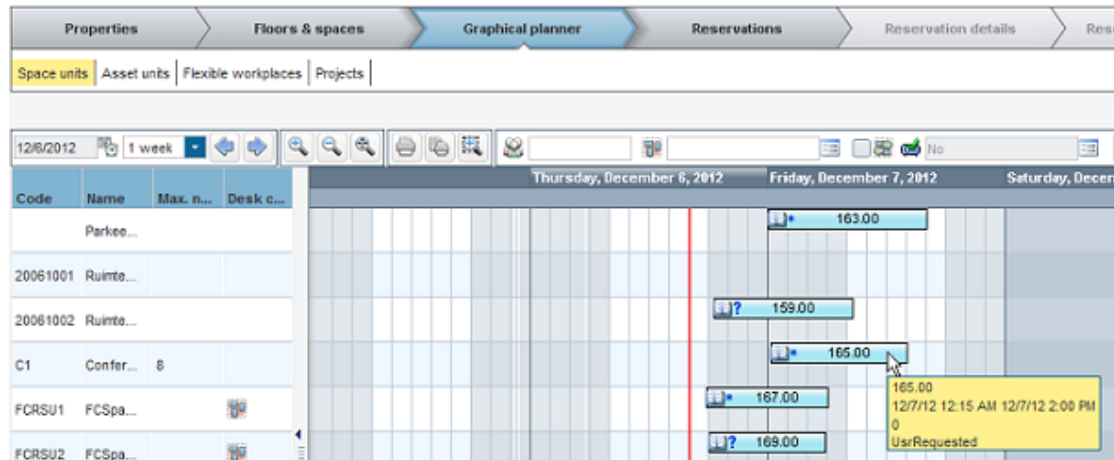 Properties Floors & spaces Graphical planner Reservations Reservation details Res
Space units Asset units Flexible workplaces Projects
12/6/2012 1 week No
Thursday, December 6, 2012 Friday, December 7, 2012 Saturday, Decem
Code Name Max. n... Desk c...
Parkee... 163.00
20061001 Ruimte...
20061002 Ruimte... ? 159.00
C1 Confer... 8 165.00
165.00
12/7/12 12:15 AM 12/7/12 2:00 PM
0
UsrRequested
FCRSU1 FCSpa... 167.00
FCRSU2 FCSpa... ? 169.00